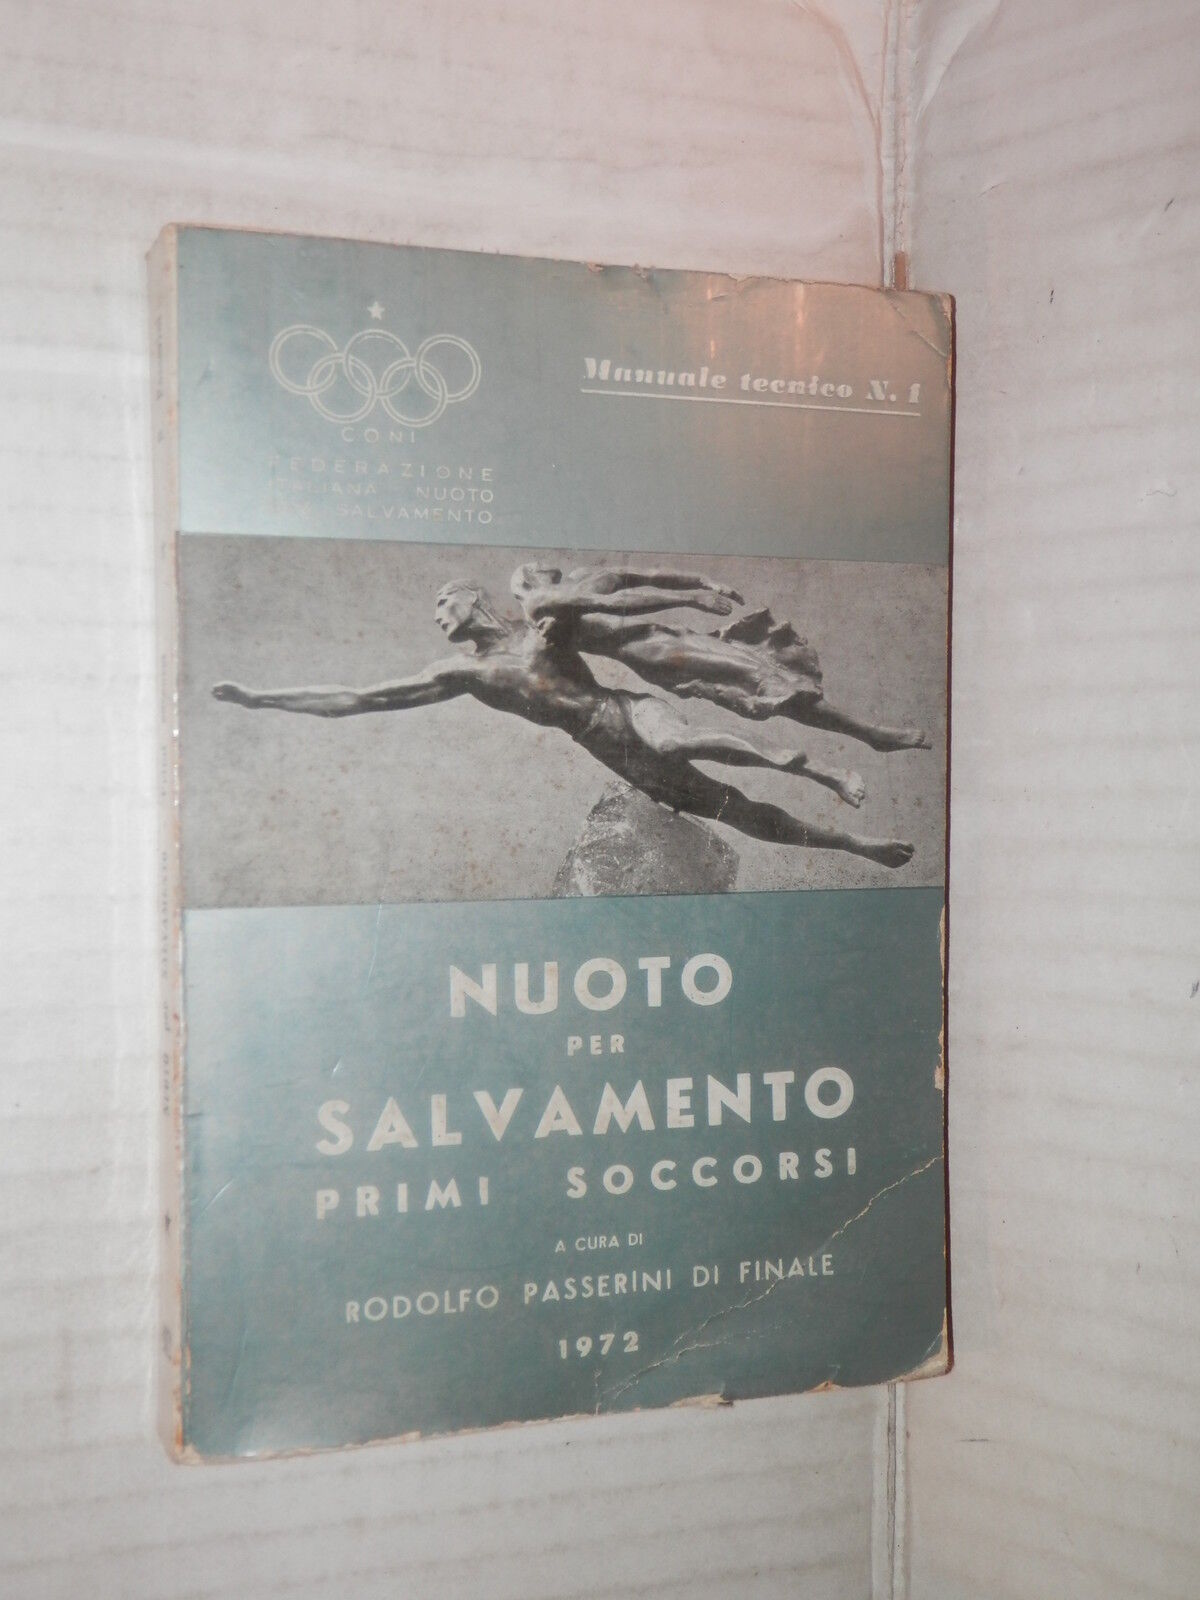 CONI
FEDERAZIONE
ITALIANA NUOTO
SALVAMENTO
Manuale tecnico N. 1
NUOTO
PER
SALVAMENTO
PRIMI SOCCORSI
A CURA DI
RODOLFO PASSERINI DI FINALE
1972